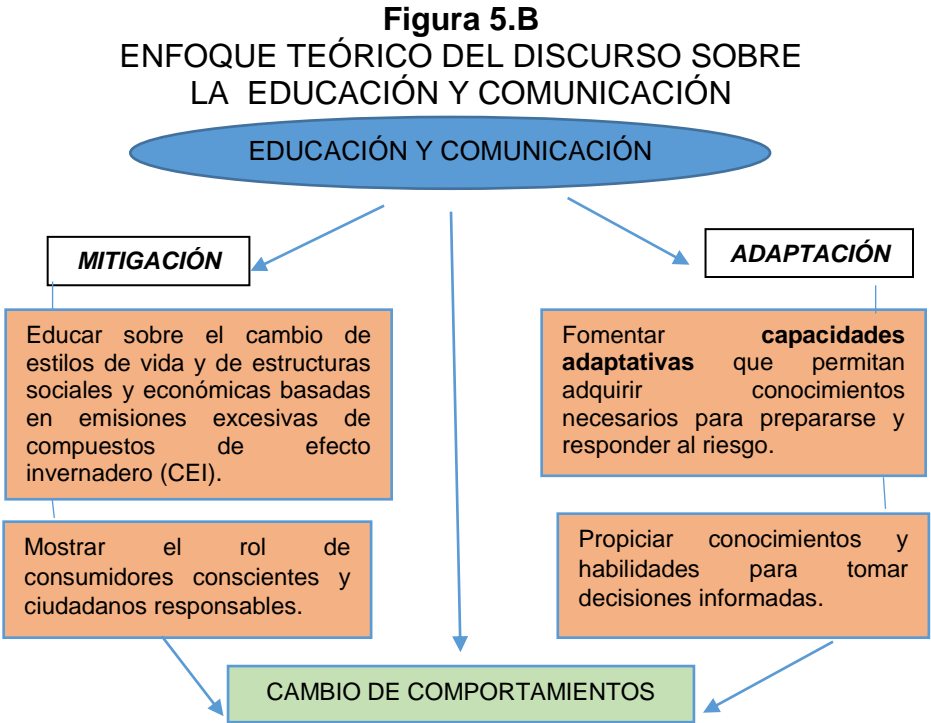 Figura 5.B
ENFOQUE TEÓRICO DEL DISCURSO SOBRE
LA EDUCACIÓN Y COMUNICACIÓN
EDUCACIÓN Y COMUNICACIÓN
MITIGACIÓN
Educar sobre el cambio de
estilos de vida y de estructuras
sociales y económicas basadas
en emisiones excesivas de
compuestos de efecto
invernadero (CEI).
Mostrar el rol de
consumidores conscientes y
ciudadanos responsables.
ADAPTACIÓN
Fomentar capacidades
adaptativas que permitan
adquirir conocimientos
necesarios para prepararse y
responder al riesgo.
Propiciar conocimientos y
habilidades para tomar
decisiones informadas.
CAMBIO DE COMPORTAMIENTOS